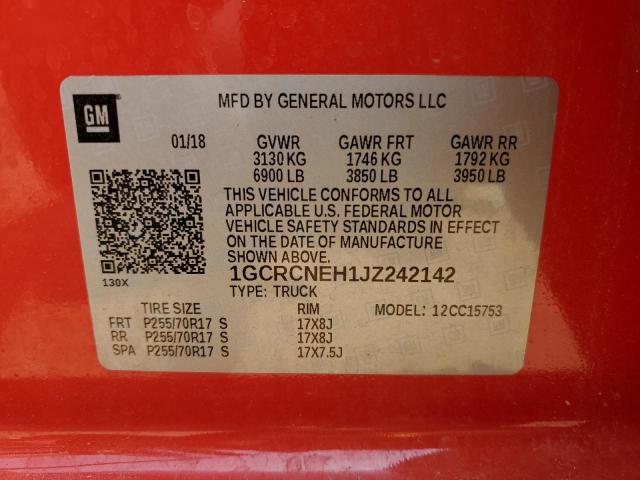 GM
MFD BY GENERAL MOTORS LLC
01/18 GVWR GAWR FRT GAWR RR
3130 KG 1746 KG 1792 KG
6900 LB 3850 LB 3950 LB
THIS VEHICLE CONFORMS TO ALL
APPLICABLE U.S. FEDERAL MOTOR
VEHICLE SAFETY STANDARDS IN EFFECT
ON THE DATE OF MANUFACTURE
SHOWN ABOVE.
130X
1GCRCNEH1JZ242142
TYPE: TRUCK
TIRE SIZE RIM MODEL: 12CC15753
FRT P255/70R17 S 17X8J
RR P255/70R17 S 17X8J
SPA P255/70R17 S 17X7.5J